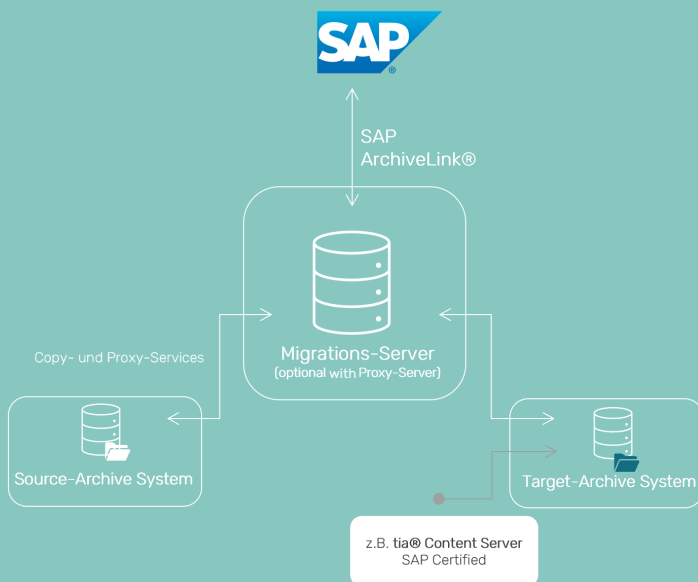 SAP
®
SAP
ArchiveLink®
Migrations-Server
(optional with Proxy-Server)
Copy- und Proxy-Services
Source-Archive System
Target-Archive System
z.B. tia® Content Server
SAP Certified